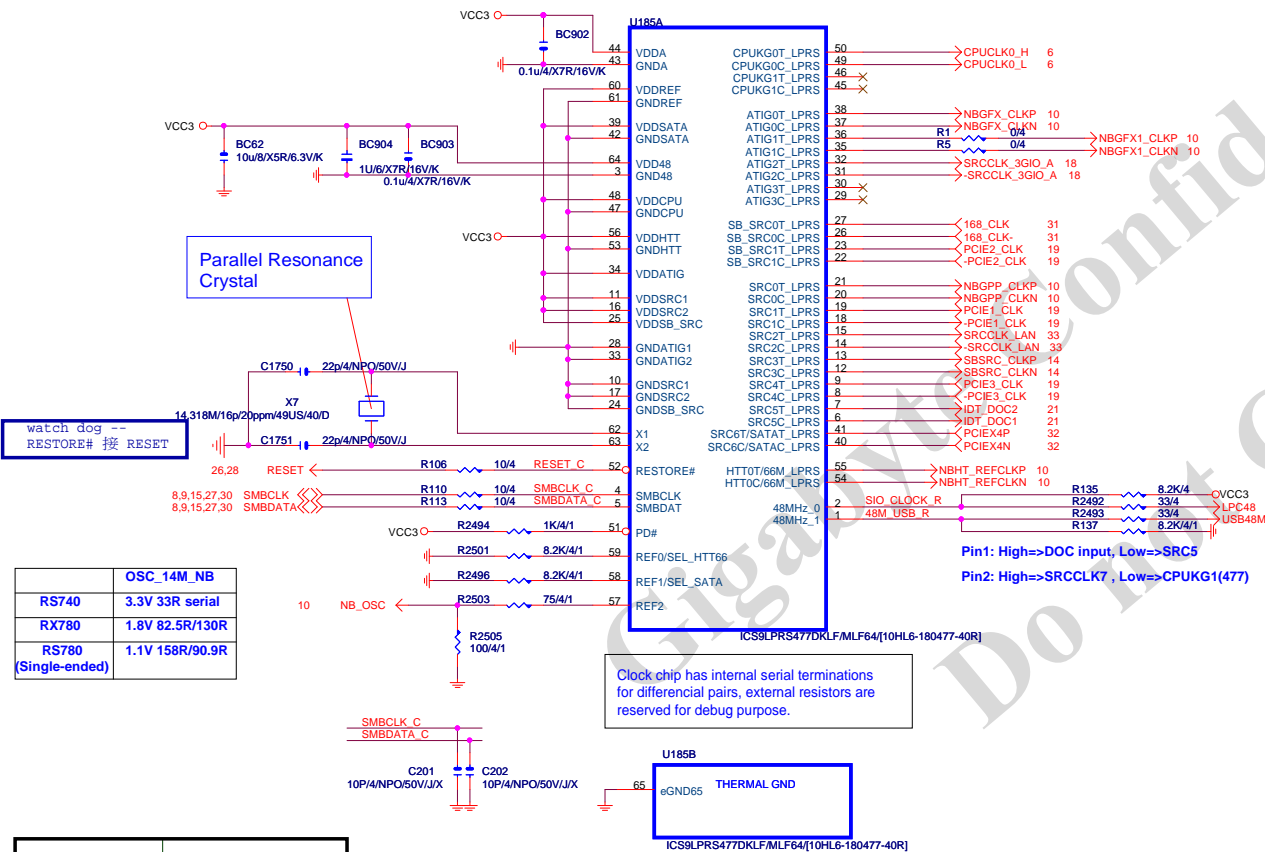 VCC3
BC902
0.1u/4/X7R/16V/K
U185A
44 VDDA
43 GNDA
60 VDDREF
61 GNDREF
39 VDDSATA
42 GNDSATA
64 VDD48
3 GND48
48 VDDCPU
47 GNDCPU
56 VDDHTT
53 GNDHTT
34 VDDATIG
11 VDDSRC1
16 VDDSRC2
25 VDDSB_SRC
28 GNDATIG1
33 GNDATIG2
10 GNDSRC1
17 GNDSRC2
24 GNDSB_SRC
62 X1
63 X2
52 RESTORE#
4 SMBCLK
5 SMBDAT
51 PD#
59 REF0/SEL_HTT66
58 REF1/SEL_SATA
57 REF2
CPUKG0T_LPRS 50 CPUCLK0_H 6
CPUKG0C_LPRS 49 CPUCLK0_L 6
CPUKG1T_LPRS 46
CPUKG1C_LPRS 45
ATIG0T_LPRS 38 NBGFX_CLKP 10
ATIG0C_LPRS 37 NBGFX_CLKN 10
ATIG1T_LPRS 36 R1 0/4 NBGFX1_CLKP 10
ATIG1C_LPRS 35 R5 0/4 NBGFX1_CLKN 10
ATIG2T_LPRS 32 SRCCLK_3GIO_A 18
ATIG2C_LPRS 31 -SRCCLK_3GIO_A 18
ATIG3T_LPRS 30
ATIG3C_LPRS 29
SB_SRC0T_LPRS 27 168_CLK 31
SB_SRC0C_LPRS 26 168_CLK- 31
SB_SRC1T_LPRS 23 PCIE2_CLK 19
SB_SRC1C_LPRS 22 -PCIE2_CLK 19
SRC0T_LPRS 21 NBGPP_CLKP 10
SRC0C_LPRS 20 NBGPP_CLKN 10
SRC1T_LPRS 19 PCIE1_CLK 19
SRC1C_LPRS 18 -PCIE1_CLK 19
SRC2T_LPRS 15 SRCCLK_LAN 33
SRC2C_LPRS 14 -SRCCLK_LAN 33
SRC3T_LPRS 13 SBSRC_CLKP 14
SRC3C_LPRS 12 SBSRC_CLKN 14
SRC4T_LPRS 9 PCIE3_CLK 19
SRC4C_LPRS 8 -PCIE3_CLK 19
SRC5T_LPRS 7 IDT_DOC2 21
SRC5C_LPRS 6 IDT_DOC1 21
SRC6T/SATAT_LPRS 41 PCIEX4P 32
SRC6C/SATAC_LPRS 40 PCIEX4N 32
HTT0T/66M_LPRS 55 NBHT_REFCLKP 10
HTT0C/66M_LPRS 54 NBHT_REFCLKN 10
48MHz_0 2 SIO_CLOCK_R
48MHz_1 1 48M_USB_R
R135 8.2K/4 VCC3
R2492 33/4 LPC48
R2493 33/4 USB48M
R137 8.2K/4/1
Pin1: High=>DOC input, Low=>SRC5
Pin2: High=>SRCCLK7 , Low=>CPUKG1(477)
ICS9LPRS477DKLF/MLF64/[10HL6-180477-40R]
VCC3
BC62
10u/8/X5R/6.3V/K
BC904
1U/6/X7R/16V/K
BC903
0.1u/4/X7R/16V/K
VCC3
Parallel Resonance
Crystal
C1750 22p/4/NPO/50V/J
X7
14.318M/16p/20ppm/49US/40/D
C1751 22p/4/NPO/50V/J
watch dog --
RESTORE# 接 RESET
26,28 RESET R106 10/4 RESET_C
8,9,15,27,30 SMBCLK R110 10/4 SMBCLK_C
8,9,15,27,30 SMBDATA R113 10/4 SMBDATA_C
VCC3 R2494 1K/4/1
R2501 8.2K/4/1
R2496 8.2K/4/1
10 NB_OSC R2503 75/4/1
R2505
100/4/1
OSC_14M_NB
RS740 3.3V 33R serial
RX780 1.8V 82.5R/130R
RS780 1.1V 158R/90.9R
(Single-ended)
Clock chip has internal serial terminations
for differencial pairs, external resistors are
reserved for debug purpose.
SMBCLK_C
SMBDATA_C
C201
10P/4/NPO/50V/J/X
C202
10P/4/NPO/50V/J/X
U185B
65 eGND65 THERMAL GND
ICS9LPRS477DKLF/MLF64/[10HL6-180477-40R]
Gigabyte Confid
Do not C